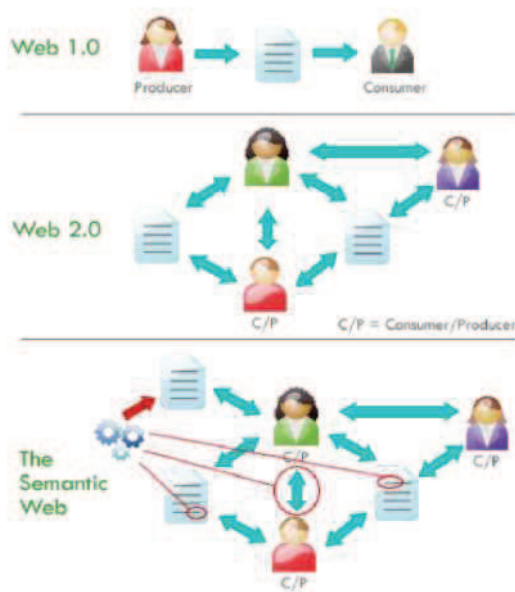 Web 1.0
Producer
Consumer
C/P
Web 2.0
C/P
C/P = Consumer/Producer
C/P
C/P
The
Semantic
Web
C/P